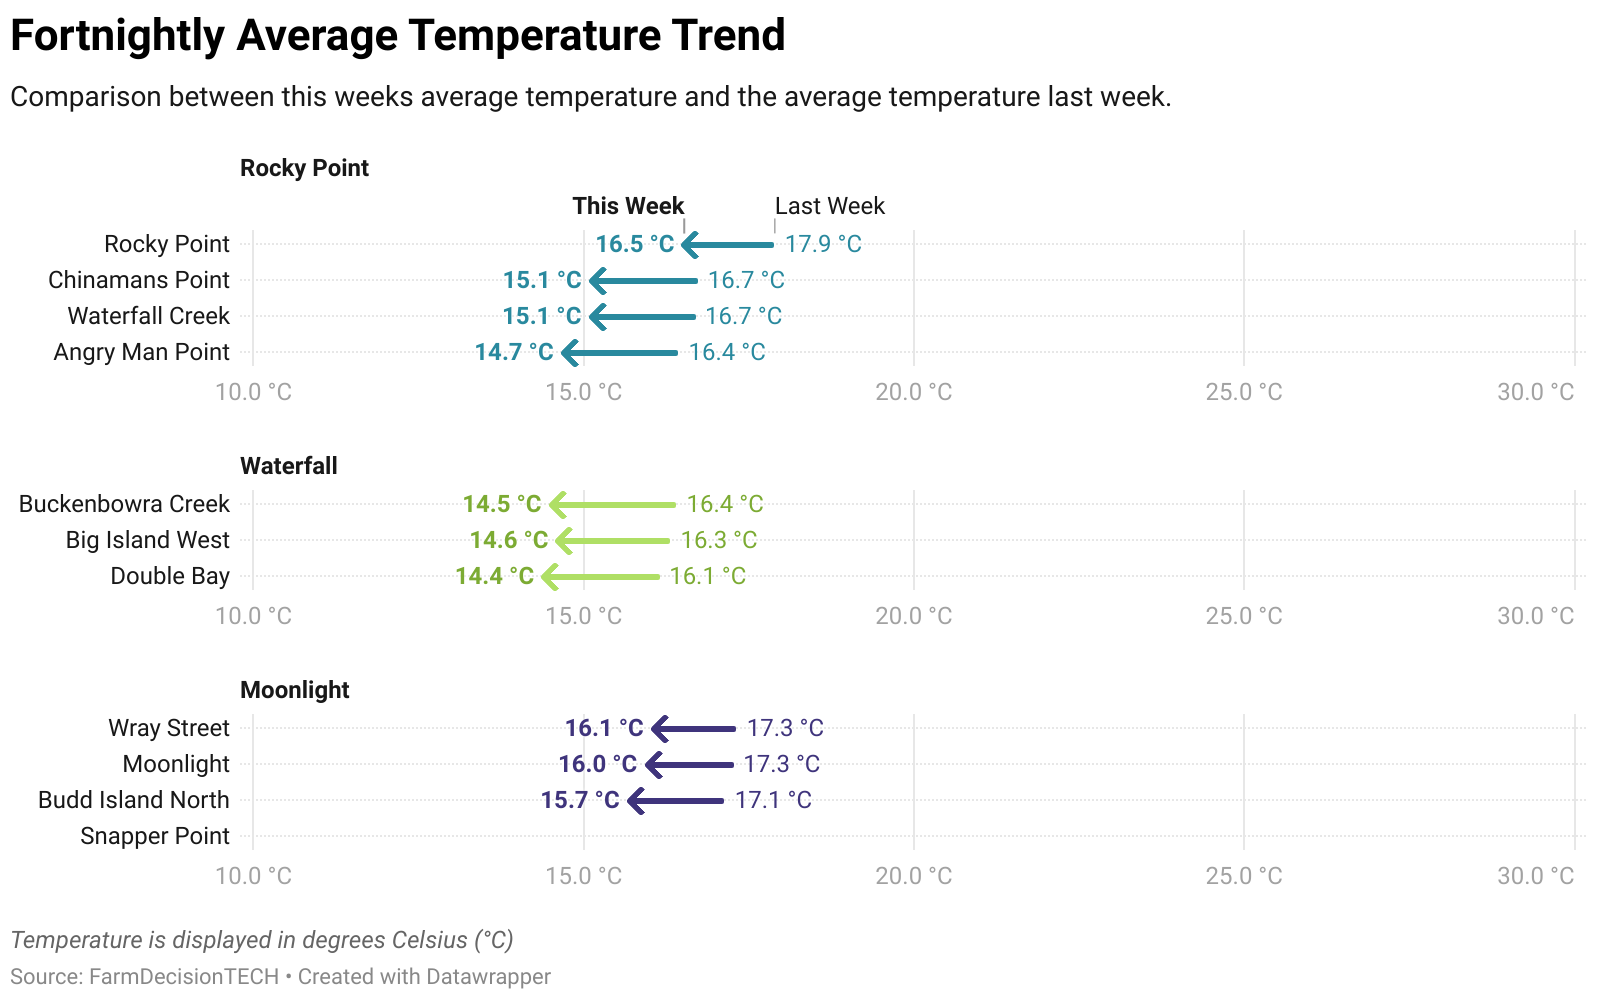 Fortnightly Average Temperature Trend
Comparison between this weeks average temperature and the average temperature last week.
Rocky Point
This Week Last Week
Rocky Point 16.5 °C 17.9 °C
Chinamans Point 15.1 °C 16.7 °C
Waterfall Creek 15.1 °C 16.7 °C
Angry Man Point 14.7 °C 16.4 °C
10.0 °C 15.0 °C 20.0 °C 25.0 °C 30.0 °C
Waterfall
Buckenbowra Creek 14.5 °C 16.4 °C
Big Island West 14.6 °C 16.3 °C
Double Bay 14.4 °C 16.1 °C
10.0 °C 15.0 °C 20.0 °C 25.0 °C 30.0 °C
Moonlight
Wray Street 16.1 °C 17.3 °C
Moonlight 16.0 °C 17.3 °C
Budd Island North 15.7 °C 17.1 °C
Snapper Point
10.0 °C 15.0 °C 20.0 °C 25.0 °C 30.0 °C
Temperature is displayed in degrees Celsius (°C)
Source: FarmDecisionTECH • Created with Datawrapper